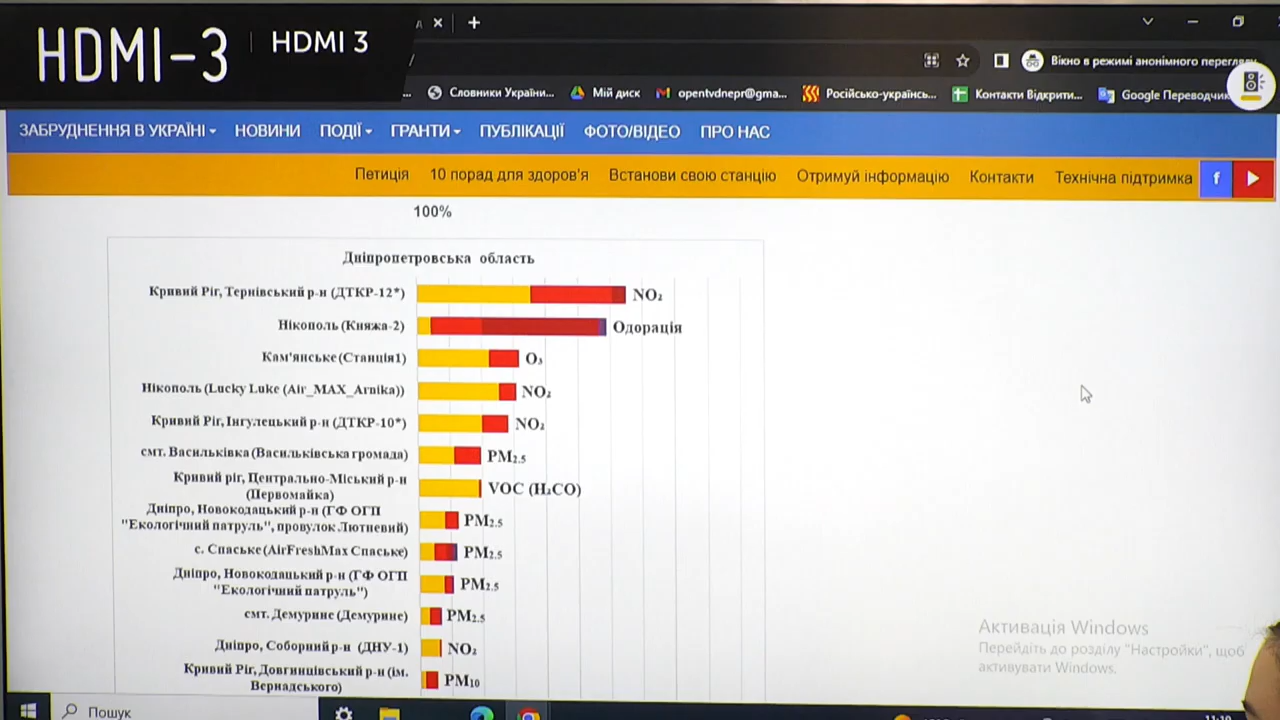 HDMI-3
HDMI 3
Вікно в режимі анонімного перегляду
Словники України...
Мій диск
opentvdnepr@gma...
Російсько-українсь...
Контакти Відкрити...
Google Переводчик
ЗАБРУДНЕННЯ В УКРАЇНІ НОВИНИ ПОДІЇ ГРАНТИ ПУБЛІКАЦІЇ ФОТО/ВІДЕО ПРО НАС
Петиція 10 порад для здоров'я Встанови свою станцію Отримуй інформацію Контакти Технічна підтримка f
100%
Дніпропетровська область
Кривий Ріг, Тернівський р-н (ДТКР-12*) NO₂
Нікополь (Княжа-2) Одорація
Кам'янське (Станція1) O₃
Нікополь (Lucky Luke (Air_MAX_Arnika)) NO₂
Кривий Ріг, Інгулецький р-н (ДТКР-10*) NO₂
смт. Васильківка (Васильківська громада) PM₂.₅
Кривий ріг, Центрально-Міський р-н
(Первомайка) VOC (H₂CO)
Дніпро, Новокодацький р-н (ГФ ОГП
"Екологічний патруль", провулок Лютневий) PM₂.₅
с. Спаське (AirFreshMax Спаське) PM₂.₅
Дніпро, Новокодацький р-н (ГФ ОГП
"Екологічний патруль") PM₂.₅
смт. Демурине (Демурине) PM₂.₅
Дніпро, Соборний р-н (ДНУ-1) NO₂
Кривий Ріг, Довгинцівський р-н (ім.
Вернадського) PM₁₀
Активація Windows
Перейдіть до розділу "Настройки", щоб
активувати Windows.
Пошук